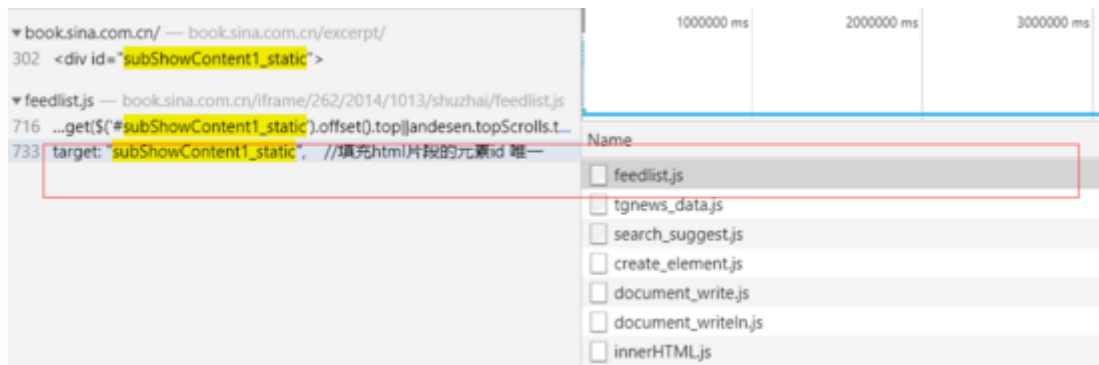 ▼book.sina.com.cn/ — book.sina.com.cn/excerpt/
302 <div id="subShowContent1_static">
▼feedlist.js — book.sina.com.cn/iframe/262/2014/1013/shuzhai/feedlist.js
716 ...get($('#subShowContent1_static').offset().top||andesen.topScrolls.t...
733 target: "subShowContent1_static", //填充html片段的元素id 唯一
1000000 ms 2000000 ms 3000000 ms
Name
feedlist.js
tgnews_data.js
search_suggest.js
create_element.js
document_write.js
document_writeln.js
innerHTML.js